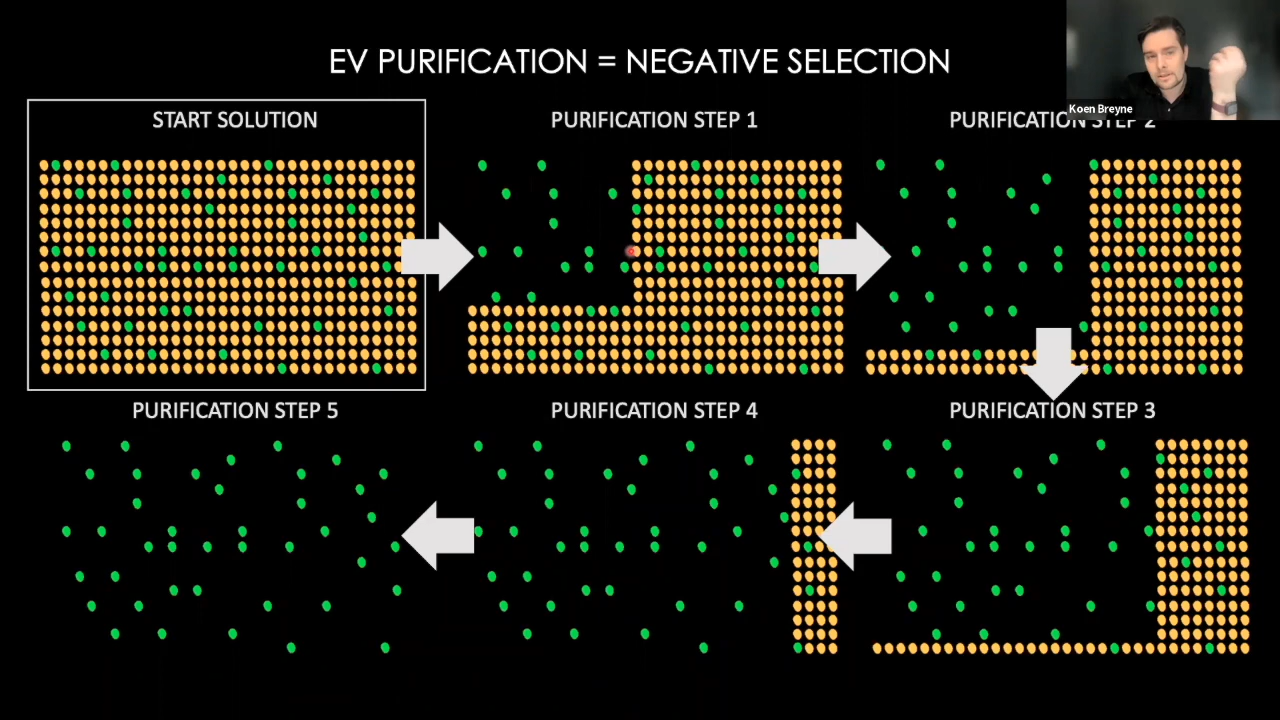 EV PURIFICATION = NEGATIVE SELECTION
Koen Breyne
START SOLUTION
PURIFICATION STEP 1
PURIFICATION STEP 2
PURIFICATION STEP 5
PURIFICATION STEP 4
PURIFICATION STEP 3